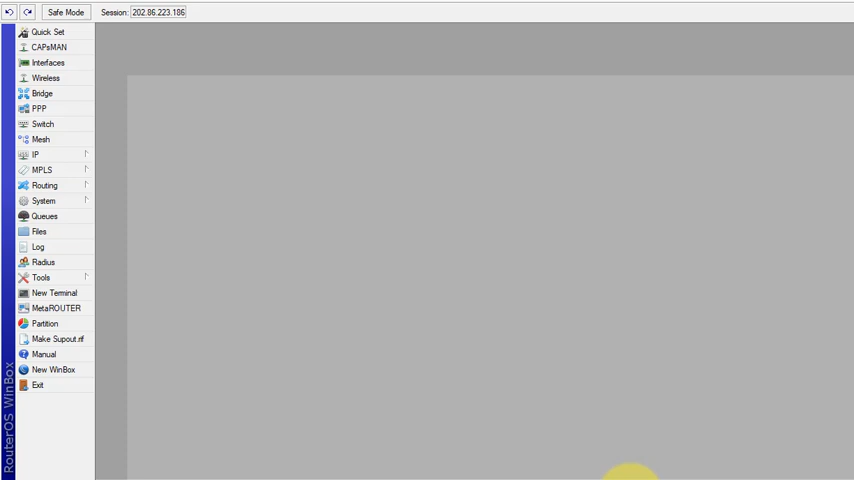 Safe Mode Session: 202.86.223.186
Quick Set
CAPsMAN
Interfaces
Wireless
Bridge
PPP
Switch
Mesh
IP
MPLS
Routing
System
Queues
Files
Log
Radius
Tools
New Terminal
MetaROUTER
Partition
Make Supout.rif
Manual
New WinBox
Exit
RouterOS WinBox